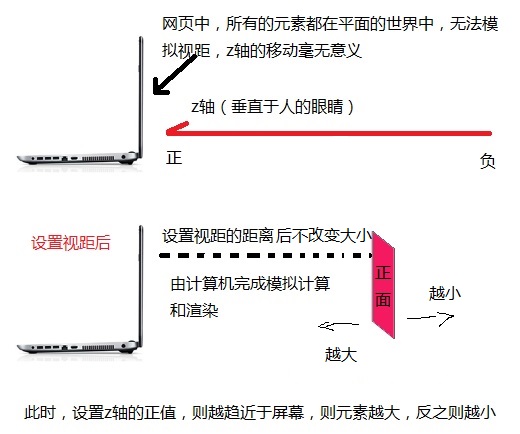 网页中，所有的元素都在平面的世界中，无法模
拟视距，z轴的移动毫无意义
z轴（垂直于人的眼睛）
正
负
设置视距后
设置视距的距离后不改变大小
正面
由计算机完成模拟计算
和渲染
越小
越大
此时，设置z轴的正值，则越趋近于屏幕，则元素越大，反之则越小